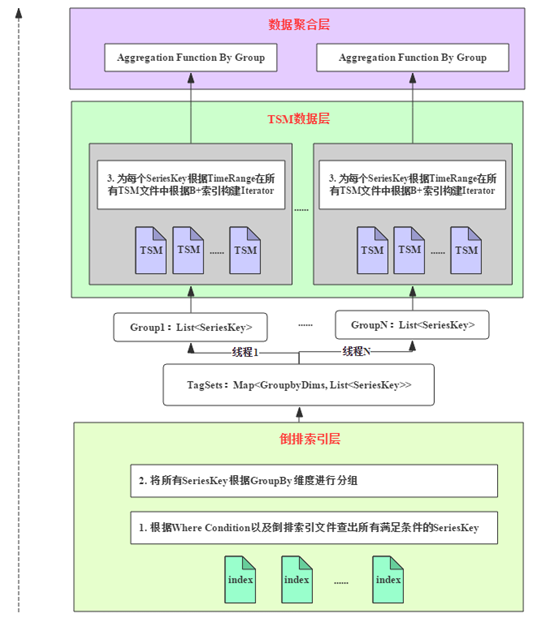 数据聚合层
Aggregation Function By Group
Aggregation Function By Group
TSM数据层
3. 为每个SeriesKey根据TimeRange在所
有TSM文件中根据B+索引构建Iterator
3. 为每个SeriesKey根据TimeRange在所
有TSM文件中根据B+索引构建Iterator
......
TSM
TSM
......
TSM
TSM
TSM
......
TSM
Group1：List<SeriesKey>
......
GroupN：List<SeriesKey>
线程1
线程N
TagSets：Map<GroupbyDims, List<SeriesKey>>
倒排索引层
2. 将所有SeriesKey根据GroupBy 维度进行分组
1. 根据Where Condition以及倒排索引文件查出所有满足条件的SeriesKey
index
index
......
index